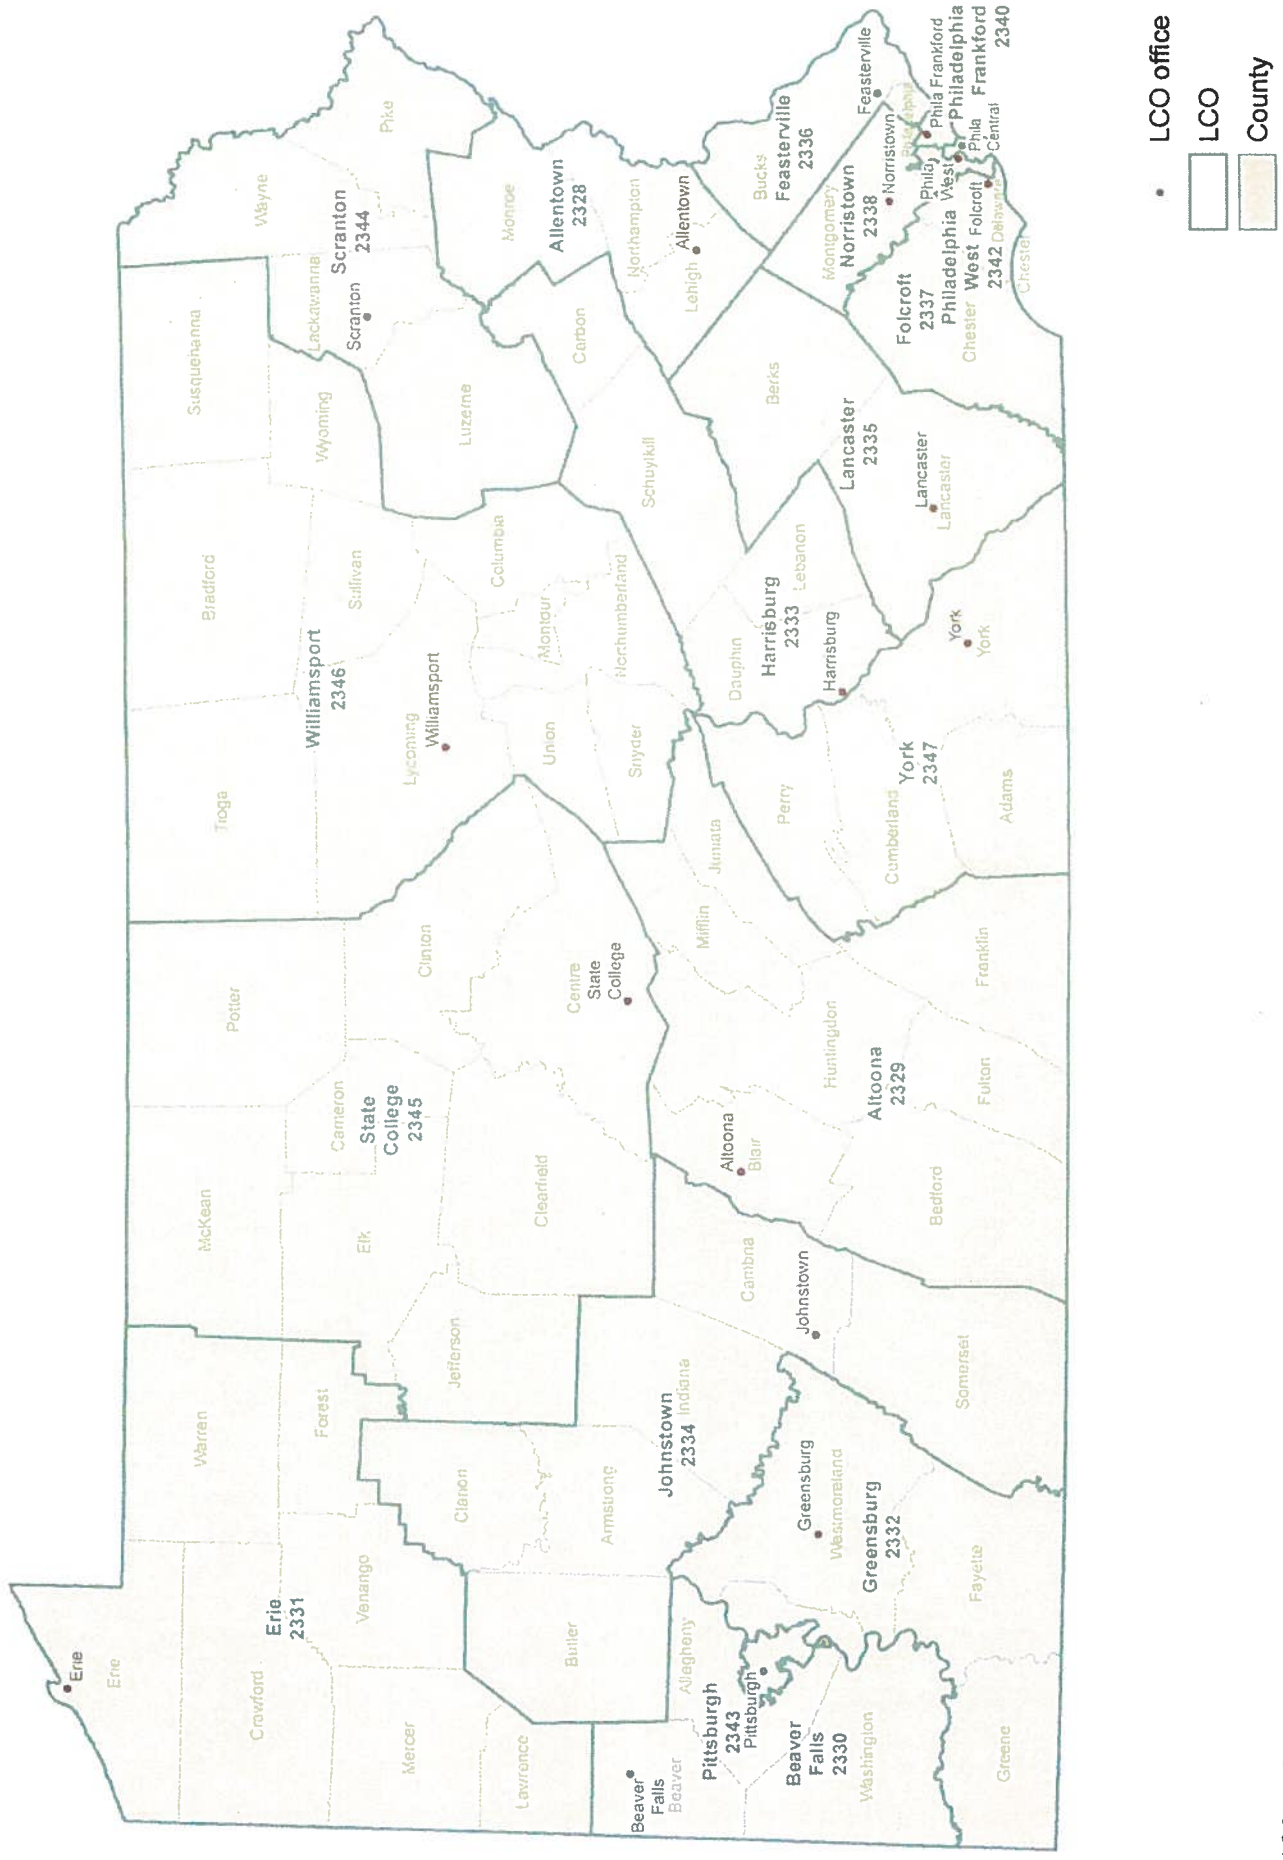 Erie
Erie
Warren
McKean
Potter
Tioga
Bradford
Susquehanna
Wayne
Pike
Crawford
Erie
2331
Forest
Elk
Cameron
State
College
2345
Clinton
Williamsport
2346
Sullivan
Wyoming
Lackawanna
Scranton
2344
Scranton
Mercer
Venango
Clarion
Jefferson
Clearfield
Centre
State
College
Lycoming
Williamsport
Columbia
Montour
Union
Luzerne
Monroe
Allentown
2328
Lawrence
Butler
Armstrong
Johnstown
2334
Indiana
Snyder
Northumberland
Schuylkill
Carbon
Northampton
Lehigh
Allentown
Beaver
Falls
Beaver
Allegheny
Pittsburgh
2343
Pittsburgh
Cambria
Johnstown
Altoona
Blair
Huntingdon
Mifflin
Juniata
Perry
Dauphin
Harrisburg
2333
Harrisburg
Lebanon
Berks
Bucks
Feasterville
2336
Feasterville
Beaver
Falls
2330
Washington
Greensburg
Westmoreland
Greensburg
2332
Altoona
2329
Cumberland
York
2347
Lancaster
2335
Lancaster
Lancaster
Montgomery
Norristown
2338
Norristown
Greene
Fayette
Somerset
Bedford
Fulton
Franklin
Adams
York
York
Folcroft
2337
Chester
Philadelphia
West
2342
Folcroft
Delaware
Chester
Philadelphia
Phila
West
Phila
Central
Phila Frankford
Philadelphia
Frankford
2340
LCO office
LCO
County